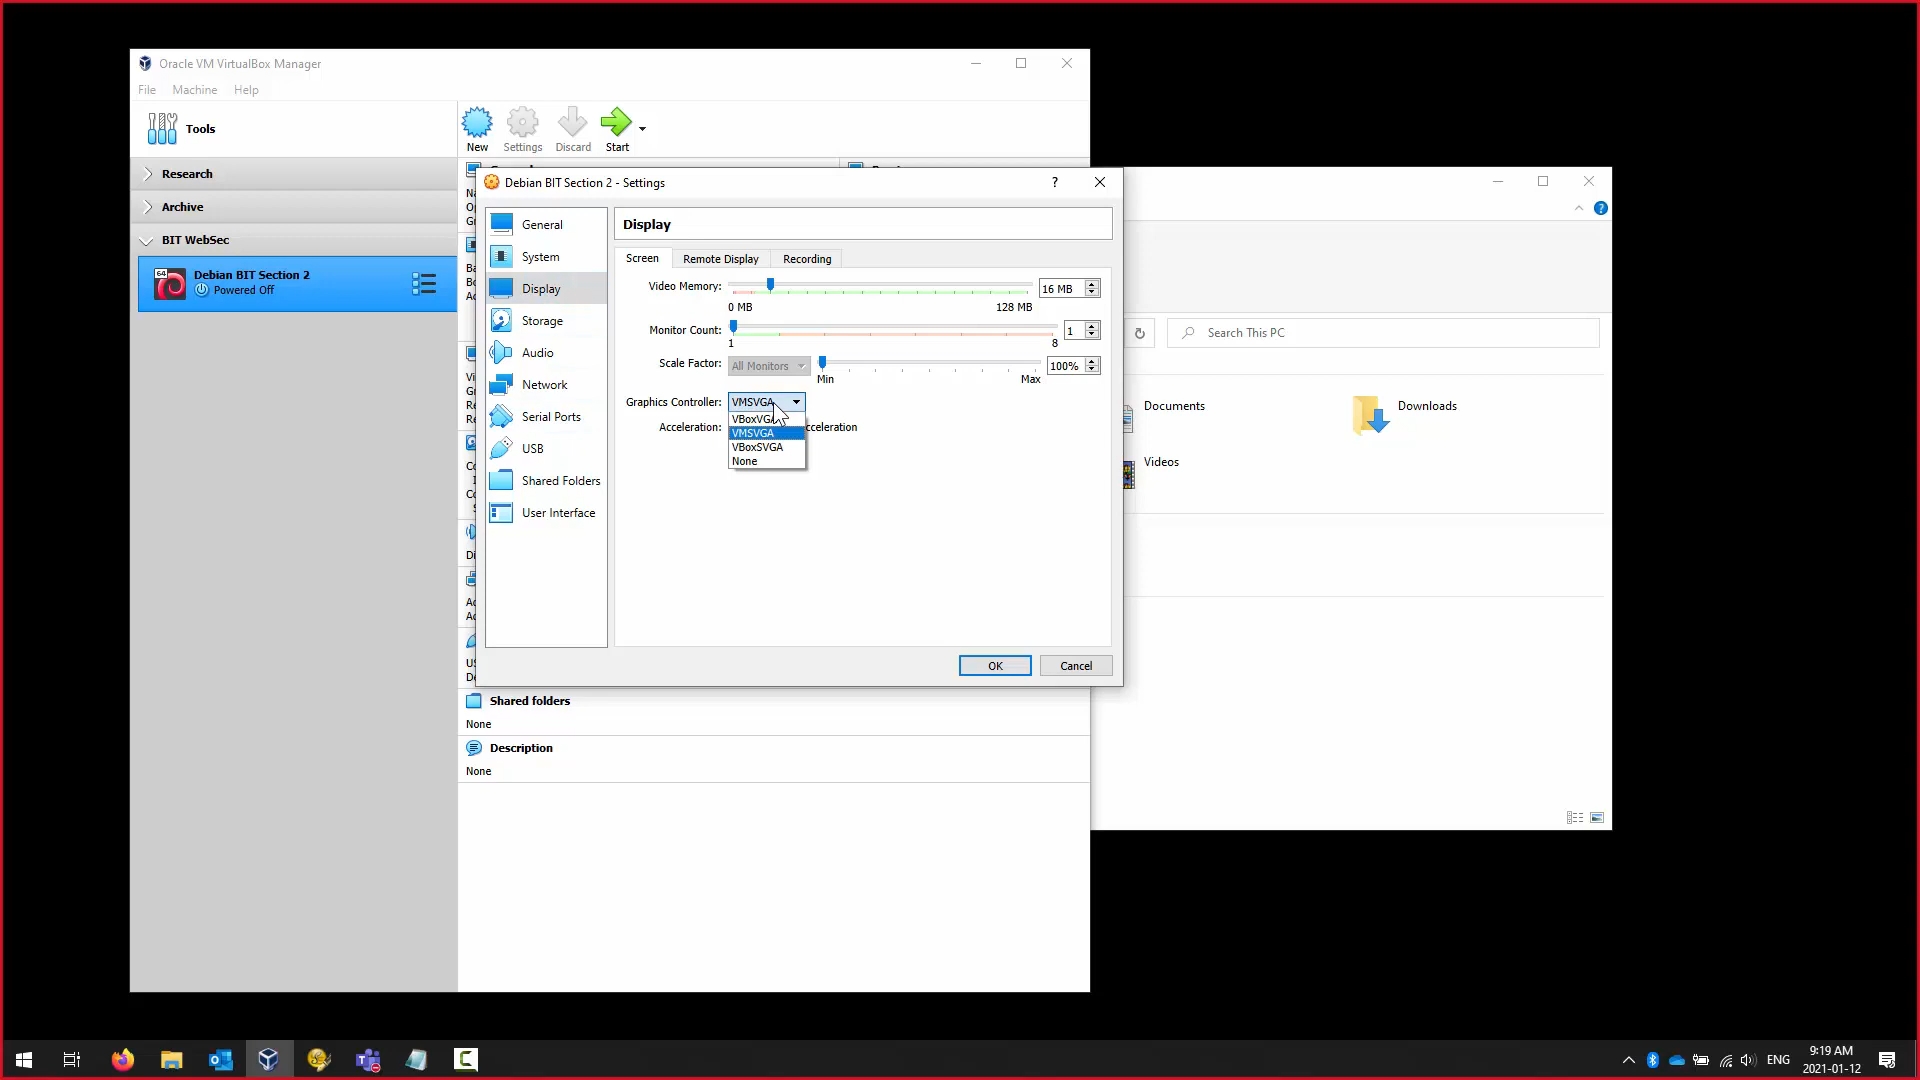 Oracle VM VirtualBox Manager
File Machine Help
Tools
New Settings Discard Start
Research
Archive
BIT WebSec
64
Debian BIT Section 2
Powered Off
Debian BIT Section 2 - Settings
?
General
System
Display
Storage
Audio
Network
Serial Ports
USB
Shared Folders
User Interface
Display
Screen Remote Display Recording
Video Memory: 16 MB
0 MB 128 MB
Monitor Count: 1
1 8
Scale Factor: All Monitors 100%
Min Max
Graphics Controller: VMSVGA
VBoxVGA
Acceleration: cceleration
VMSVGA
VBoxSVGA
None
OK Cancel
Shared folders
None
Description
None
?
Search This PC
Documents
Downloads
Videos
ENG
9:19 AM
2021-01-12